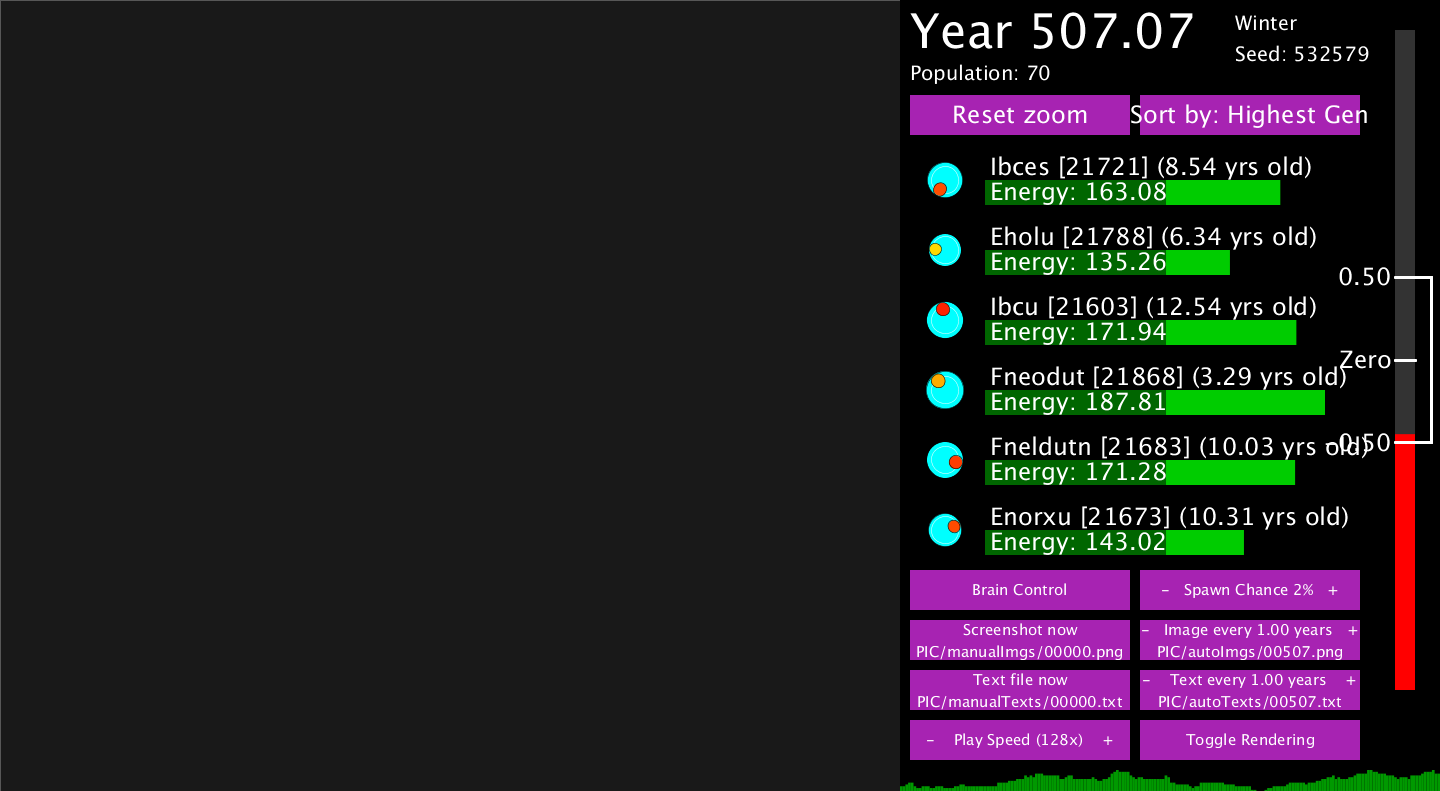 Year 507.07
Winter
Seed: 532579
Population: 70
Reset zoom
Sort by: Highest Gen
Ibces [21721] (8.54 yrs old)
Energy: 163.08
Eholu [21788] (6.34 yrs old)
Energy: 135.26
Ibcu [21603] (12.54 yrs old)
Energy: 171.94
Fneodut [21868] (3.29 yrs old)
Energy: 187.81
Fneldutn [21683] (10.03 yrs old)
Energy: 171.28
Enorxu [21673] (10.31 yrs old)
Energy: 143.02
0.50
Zero
-0.50
Brain Control
- Spawn Chance 2% +
Screenshot now
PIC/manualImgs/00000.png
- Image every 1.00 years +
PIC/autoImgs/00507.png
Text file now
PIC/manualTexts/00000.txt
- Text every 1.00 years +
PIC/autoTexts/00507.txt
- Play Speed (128x) +
Toggle Rendering